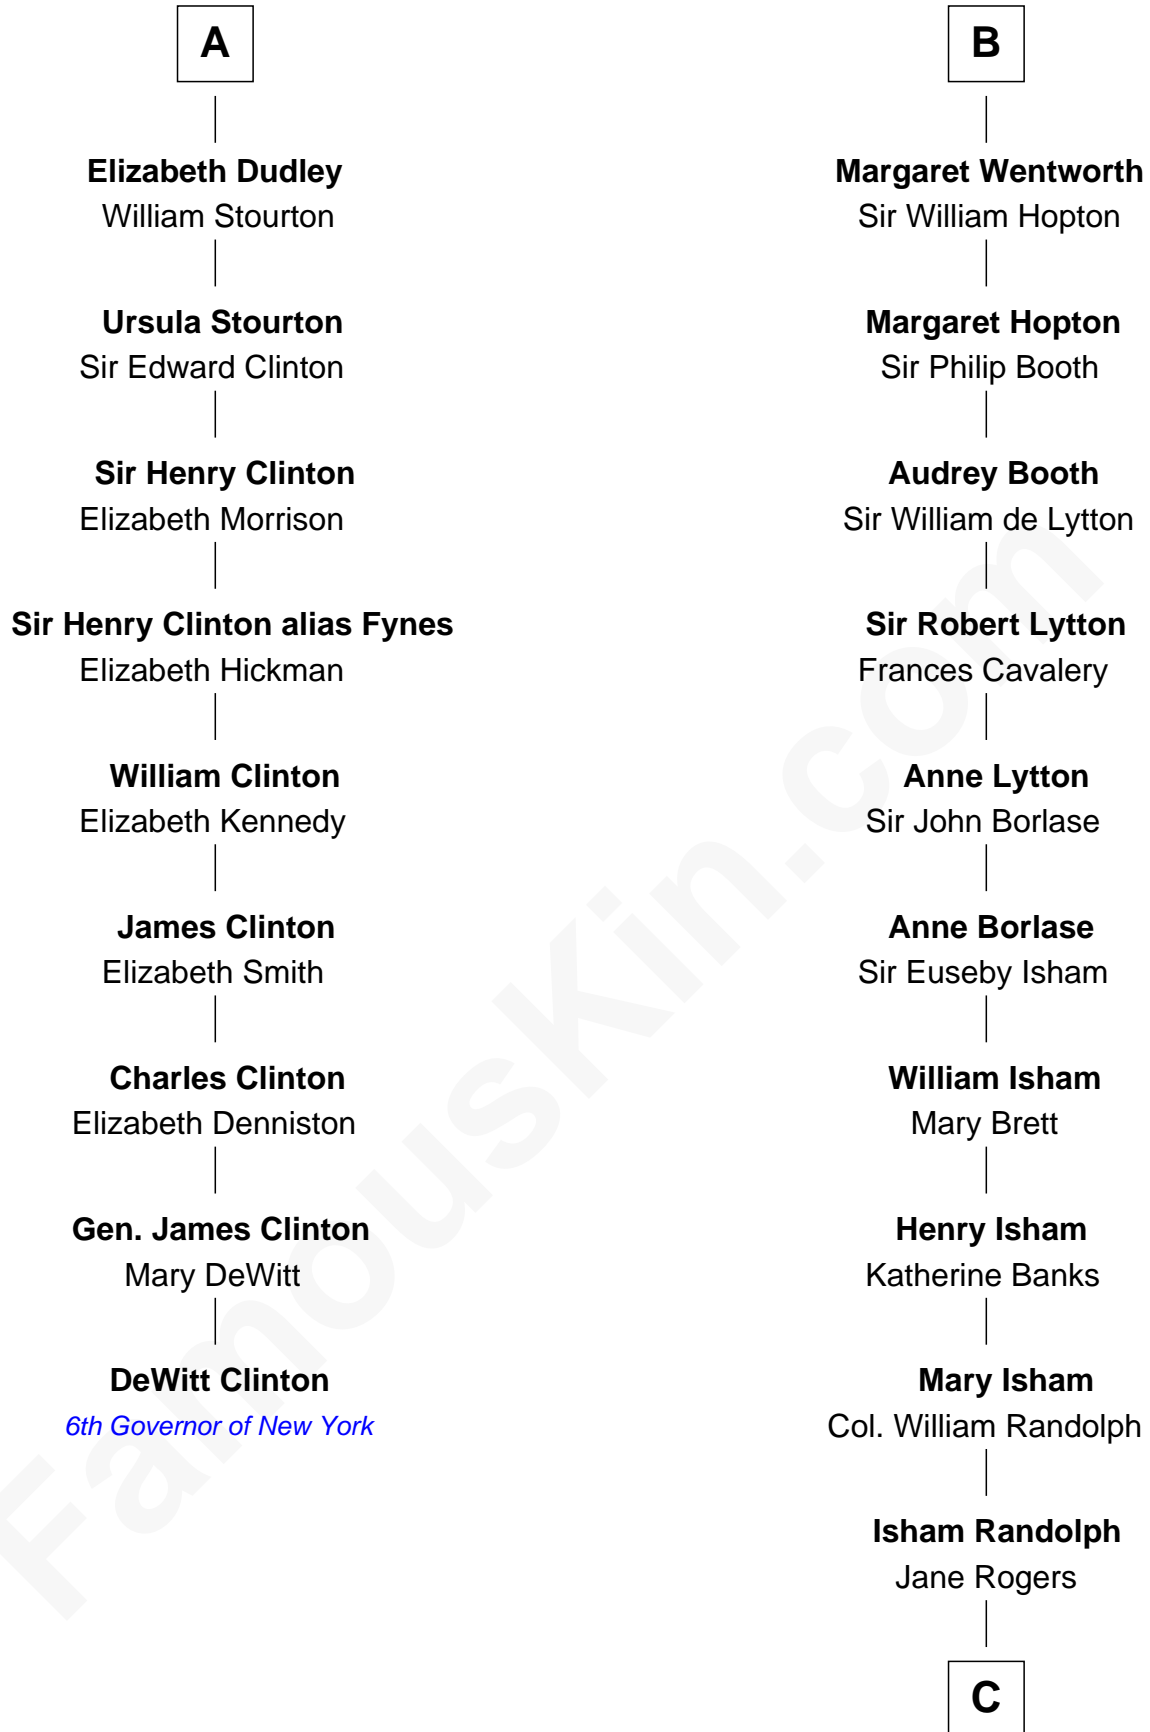 A
Elizabeth Dudley
William Stourton
Ursula Stourton
Sir Edward Clinton
Sir Henry Clinton
Elizabeth Morrison
Sir Henry Clinton alias Fynes
Elizabeth Hickman
William Clinton
Elizabeth Kennedy
James Clinton
Elizabeth Smith
Charles Clinton
Elizabeth Denniston
Gen. James Clinton
Mary DeWitt
DeWitt Clinton
6th Governor of New York
B
Margaret Wentworth
Sir William Hopton
Margaret Hopton
Sir Philip Booth
Audrey Booth
Sir William de Lytton
Sir Robert Lytton
Frances Cavalery
Anne Lytton
Sir John Borlase
Anne Borlase
Sir Euseby Isham
William Isham
Mary Brett
Henry Isham
Katherine Banks
Mary Isham
Col. William Randolph
Isham Randolph
Jane Rogers
C
FamousKin.com